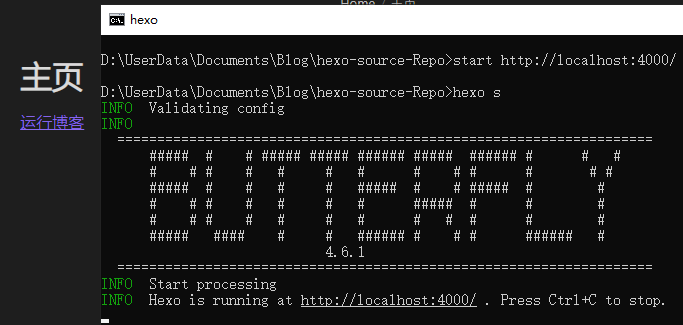 Home / 主页
hexo
主页
运行博客
D:\UserData\Documents\Blog\hexo-source-Repo>start http://localhost:4000/
D:\UserData\Documents\Blog\hexo-source-Repo>hexo s
INFO  Validating config
INFO
BUTTERFLY
4.6.1
INFO  Start processing
INFO  Hexo is running at http://localhost:4000/ . Press Ctrl+C to stop.